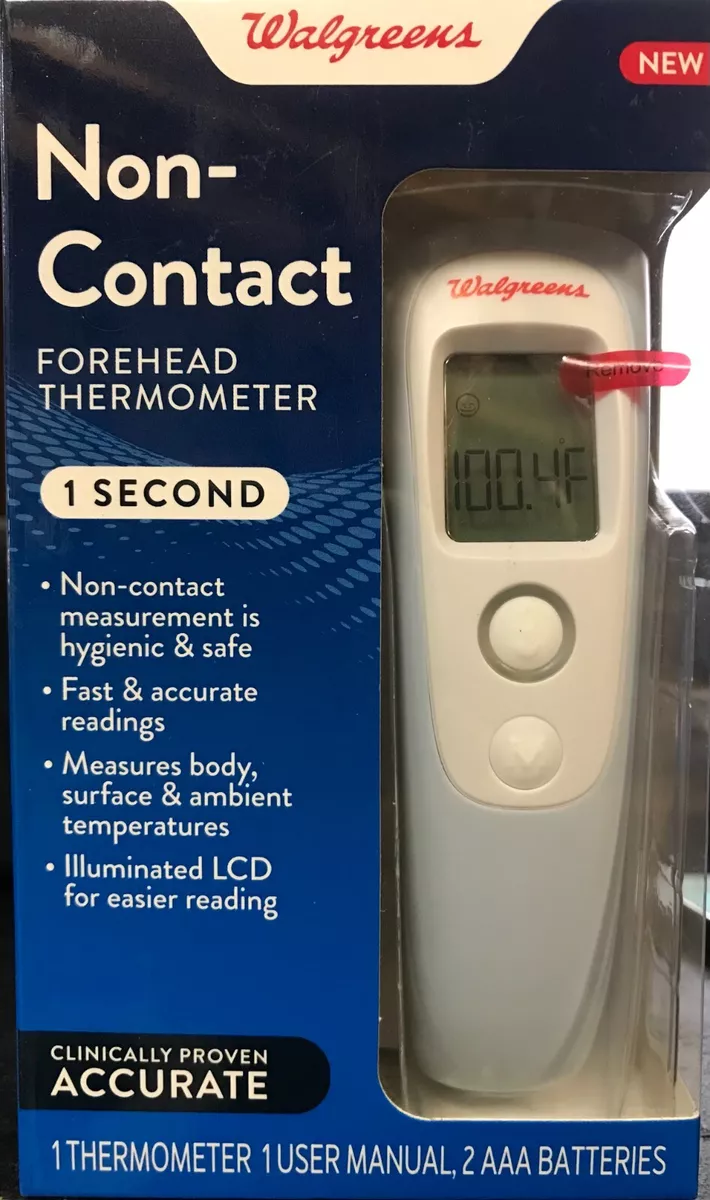 Walgreens
NEW
Non-
Contact
FOREHEAD
THERMOMETER
1 SECOND
• Non-contact
measurement is
hygienic & safe
• Fast & accurate
readings
• Measures body,
surface & ambient
temperatures
• Illuminated LCD
for easier reading
CLINICALLY PROVEN
ACCURATE
Walgreens
Remove
100.4°F
1 THERMOMETER 1 USER MANUAL, 2 AAA BATTERIES